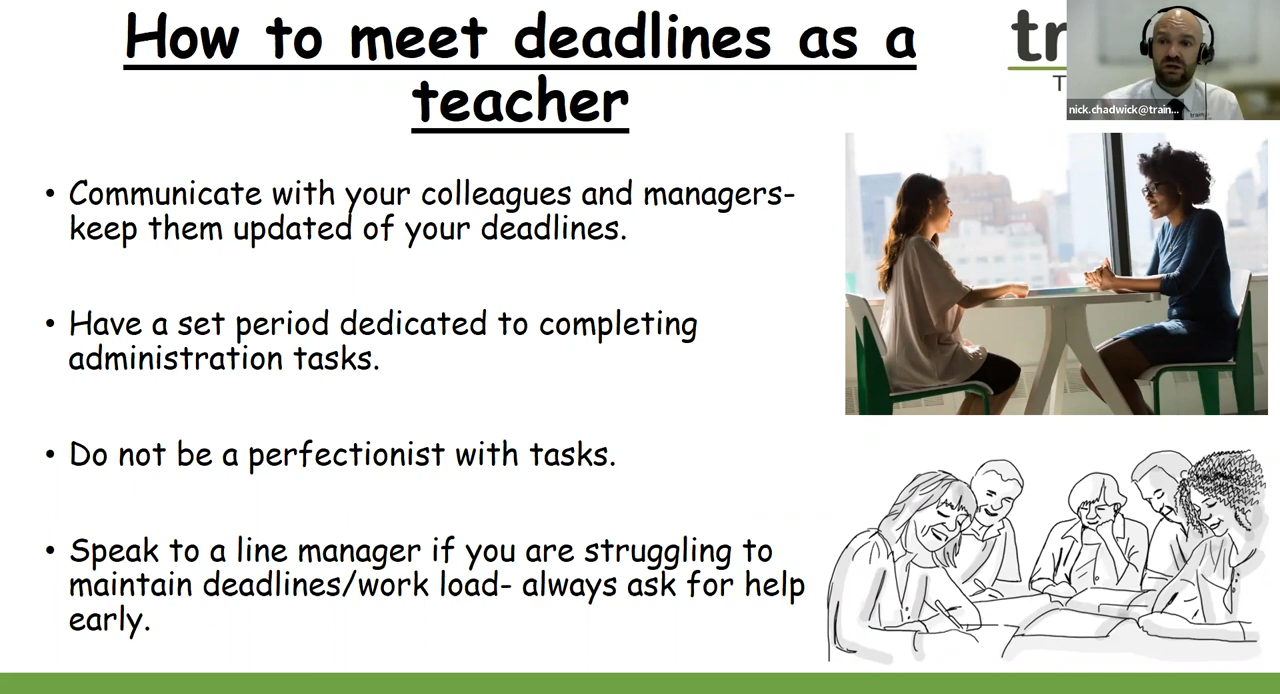 How to meet deadlines as a
teacher
tr
T
nick.chadwick@train...
train
• Communicate with your colleagues and managers-
keep them updated of your deadlines.
• Have a set period dedicated to completing
administration tasks.
• Do not be a perfectionist with tasks.
• Speak to a line manager if you are struggling to
maintain deadlines/work load- always ask for help
early.